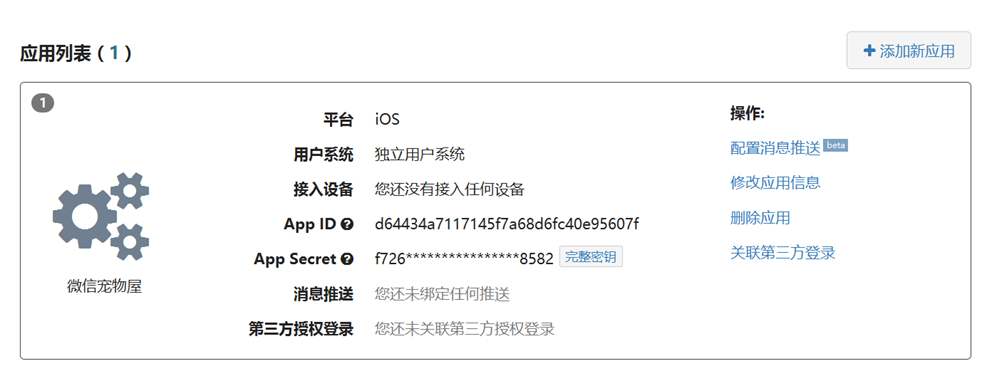 应用列表 ( 1 )
添加新应用
1
微信宠物屋
平台 iOS
用户系统 独立用户系统
接入设备 您还没有接入任何设备
App ID d64434a7117145f7a68d6fc40e95607f
App Secret f726****************8582 完整密钥
消息推送 您还未绑定任何推送
第三方授权登录 您还未关联第三方授权登录
操作:
配置消息推送 beta
修改应用信息
删除应用
关联第三方登录